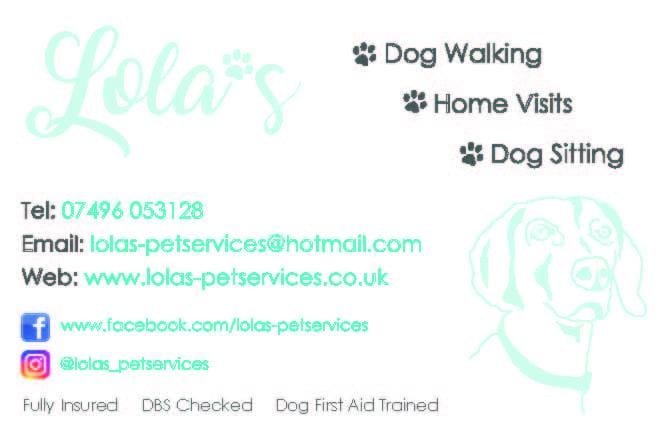 Lola's
Dog Walking
Home Visits
Dog Sitting
Tel: 07496 053128
Email: lolas-petservices@hotmail.com
Web: www.lolas-petservices.co.uk
www.facebook.com/lolas-petservices
@lolas_petservices
Fully Insured DBS Checked Dog First Aid Trained